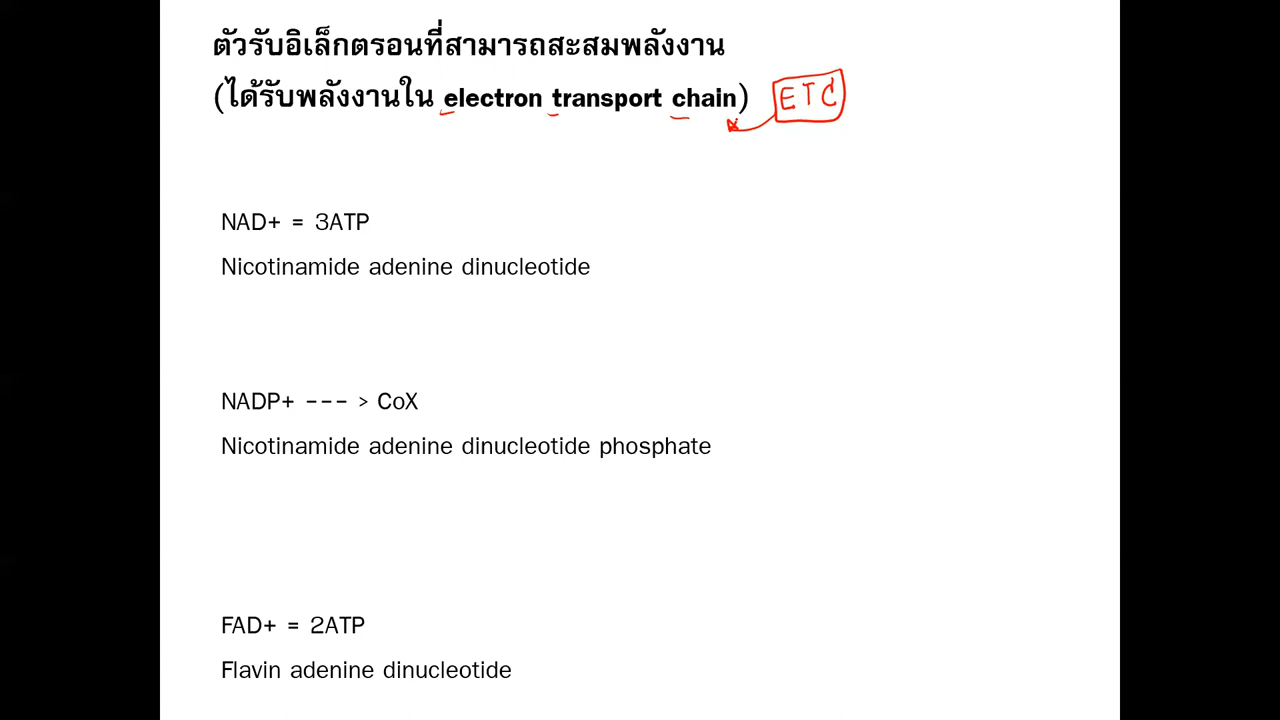 ตัวรับอิเล็กตรอนที่สามารถสะสมพลังงาน
(ได้รับพลังงานใน electron transport chain) ETC
NAD+ = 3ATP
Nicotinamide adenine dinucleotide
NADP+ --- > CoX
Nicotinamide adenine dinucleotide phosphate
FAD+ = 2ATP
Flavin adenine dinucleotide